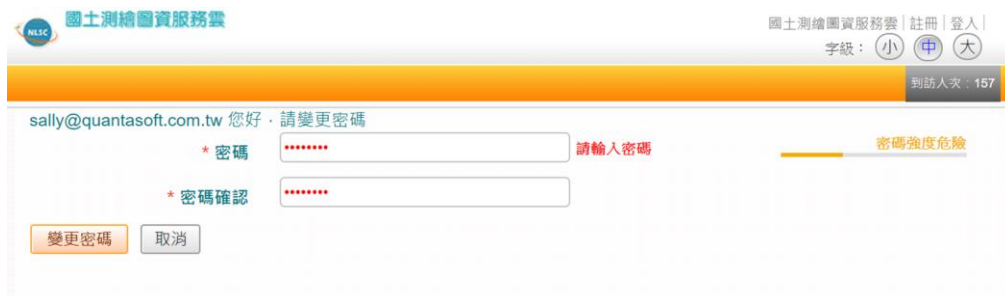 NLSC 國土測繪圖資服務雲
國土測繪圖資服務雲 | 註冊 | 登入 |
字級： 小 中 大
到訪人次 : 157
sally@quantasoft.com.tw 您好，請變更密碼
* 密碼 •••••••• 請輸入密碼 密碼強度危險
* 密碼確認 ••••••••
變更密碼 取消